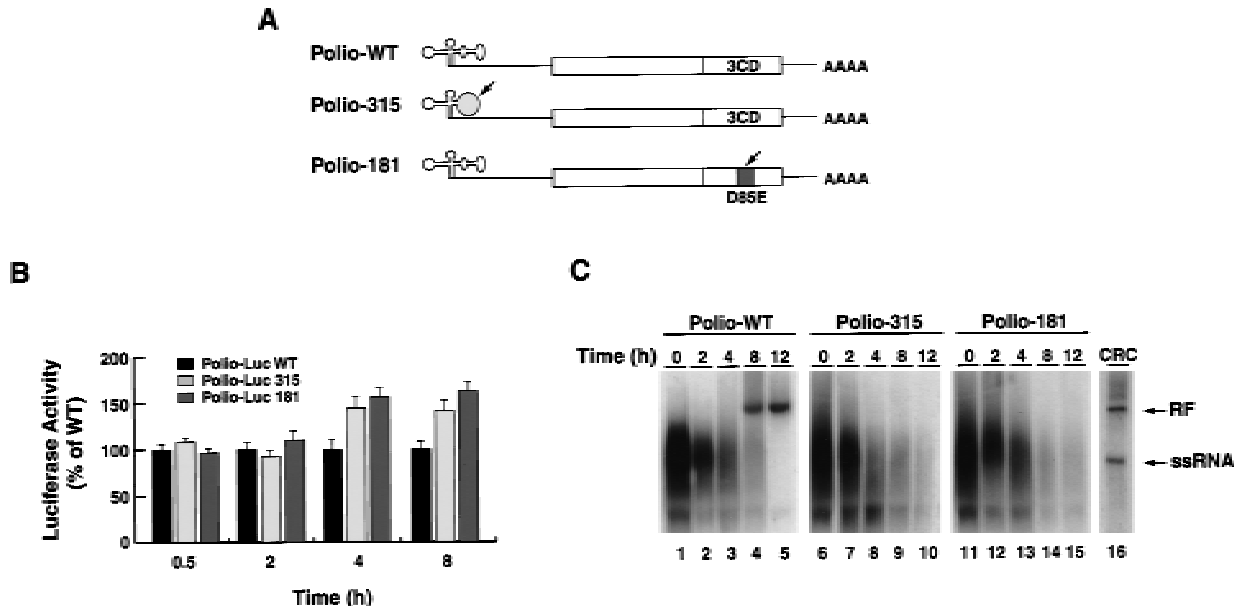 A
Polio-WT
3CD
AAAA
Polio-315
3CD
AAAA
Polio-181
AAAA
D85E
B
Luciferase Activity
(% of WT)
200
150
100
50
0
Polio-Luc WT
Polio-Luc 315
Polio-Luc 181
0.5 2 4 8
Time (h)
C
Polio-WT Polio-315 Polio-181
Time (h) 0 2 4 8 12 0 2 4 8 12 0 2 4 8 12 CRC
RF
ssRNA
1 2 3 4 5 6 7 8 9 10 11 12 13 14 15 16